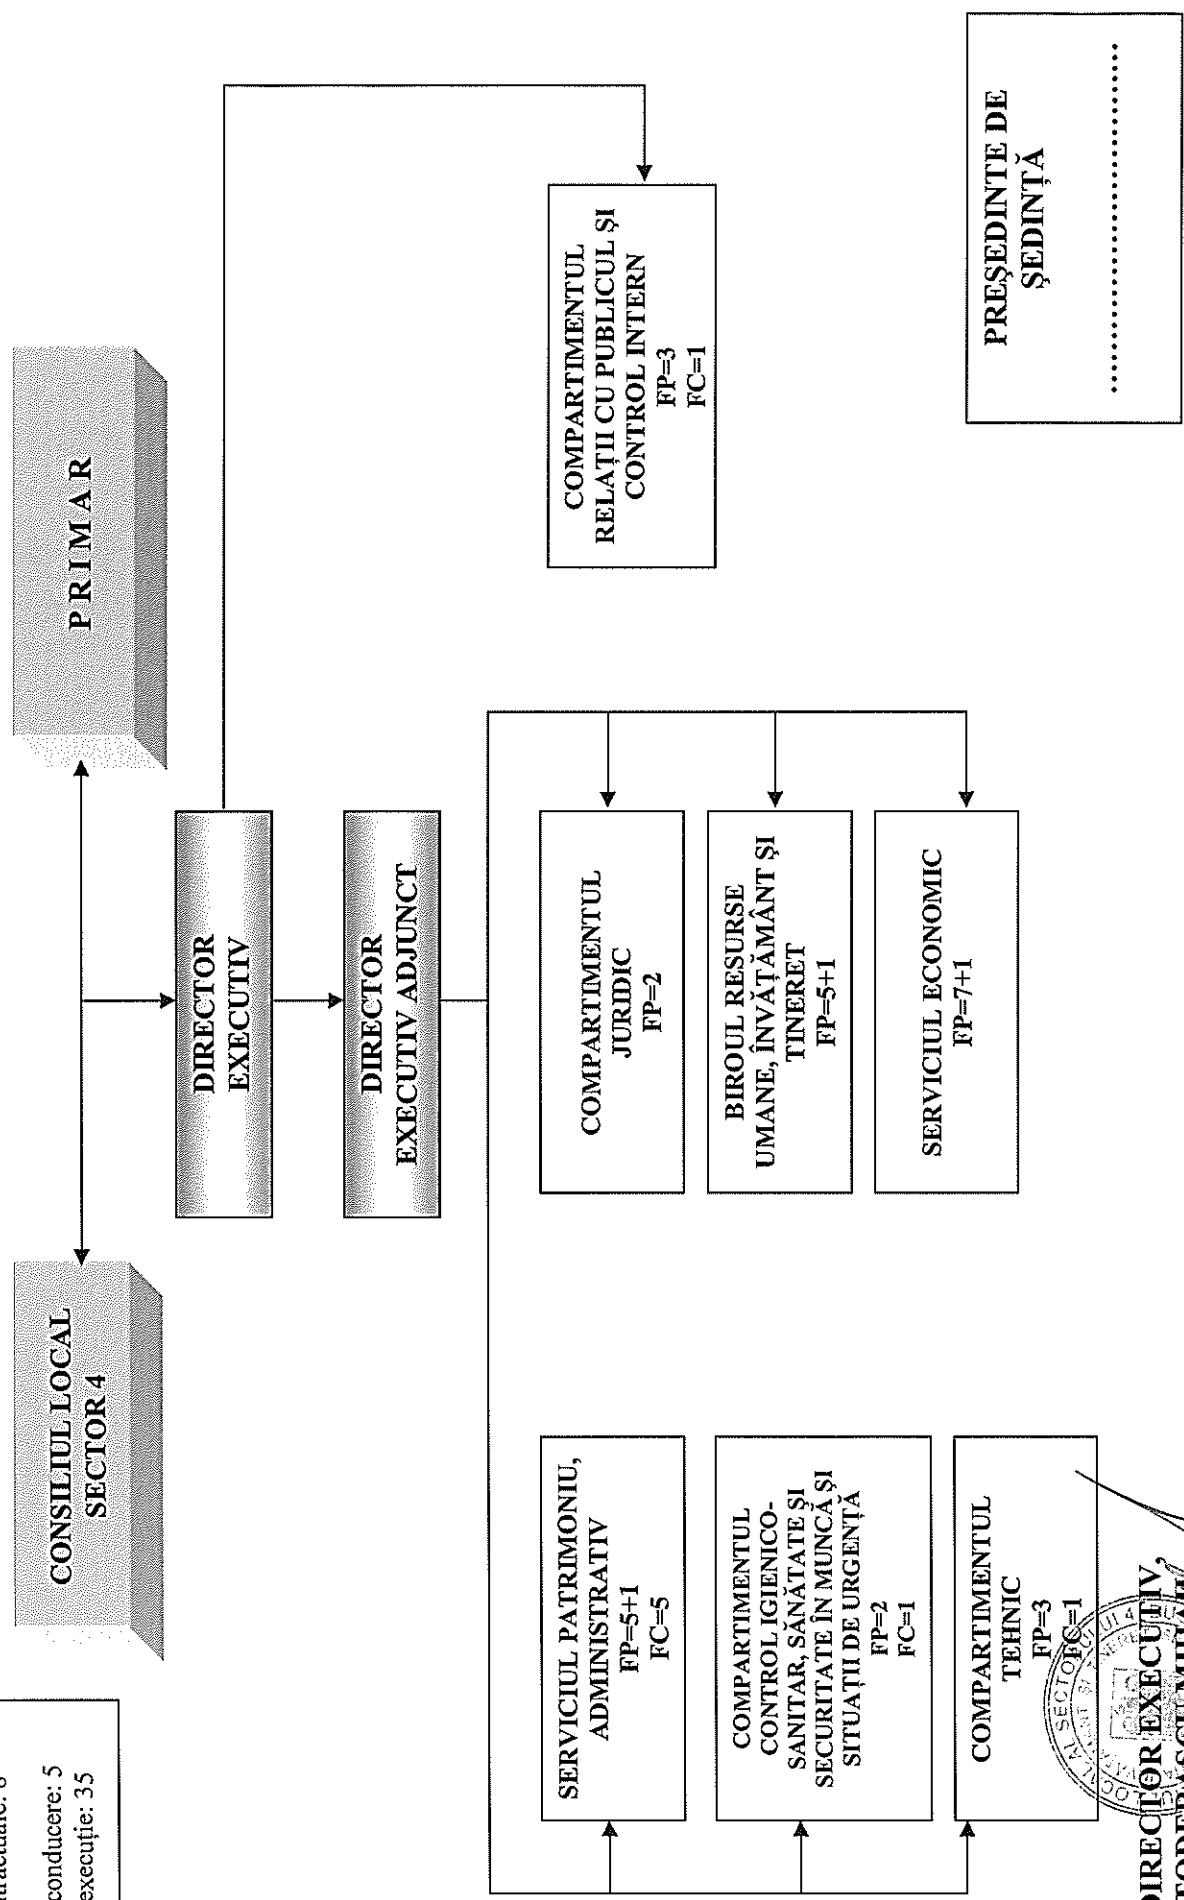 conducere: 5
execuție: 35
CONSILIUL LOCAL
SECTOR 4
P R I M A R
DIRECTOR
EXECUTIV
DIRECTOR
EXECUTIV ADJUNCT
SERVICIUL PATRIMONIU,
ADMINISTRATIV
FP=5+1
FC=5
COMPARTIMENTUL
CONTROL IGIENICO-
SANITAR, SĂNĂTATE ȘI
SECURITATE ÎN MUNCĂ ȘI
SITUAȚII DE URGENȚĂ
FP=2
FC=1
COMPARTIMENTUL
TEHNIC
FP=3
FC=1
COMPARTIMENTUL
JURIDIC
FP=2
BIROUL RESURSE
UMANE, ÎNVĂȚĂMÂNT ȘI
TINERET
FP=5+1
SERVICIUL ECONOMIC
FP=7+1
COMPARTIMENTUL
RELAȚII CU PUBLICUL ȘI
CONTROL INTERN
FP=3
FC=1
DIRECTOR EXECUTIV,
PREȘEDINTE DE
ȘEDINȚĂ